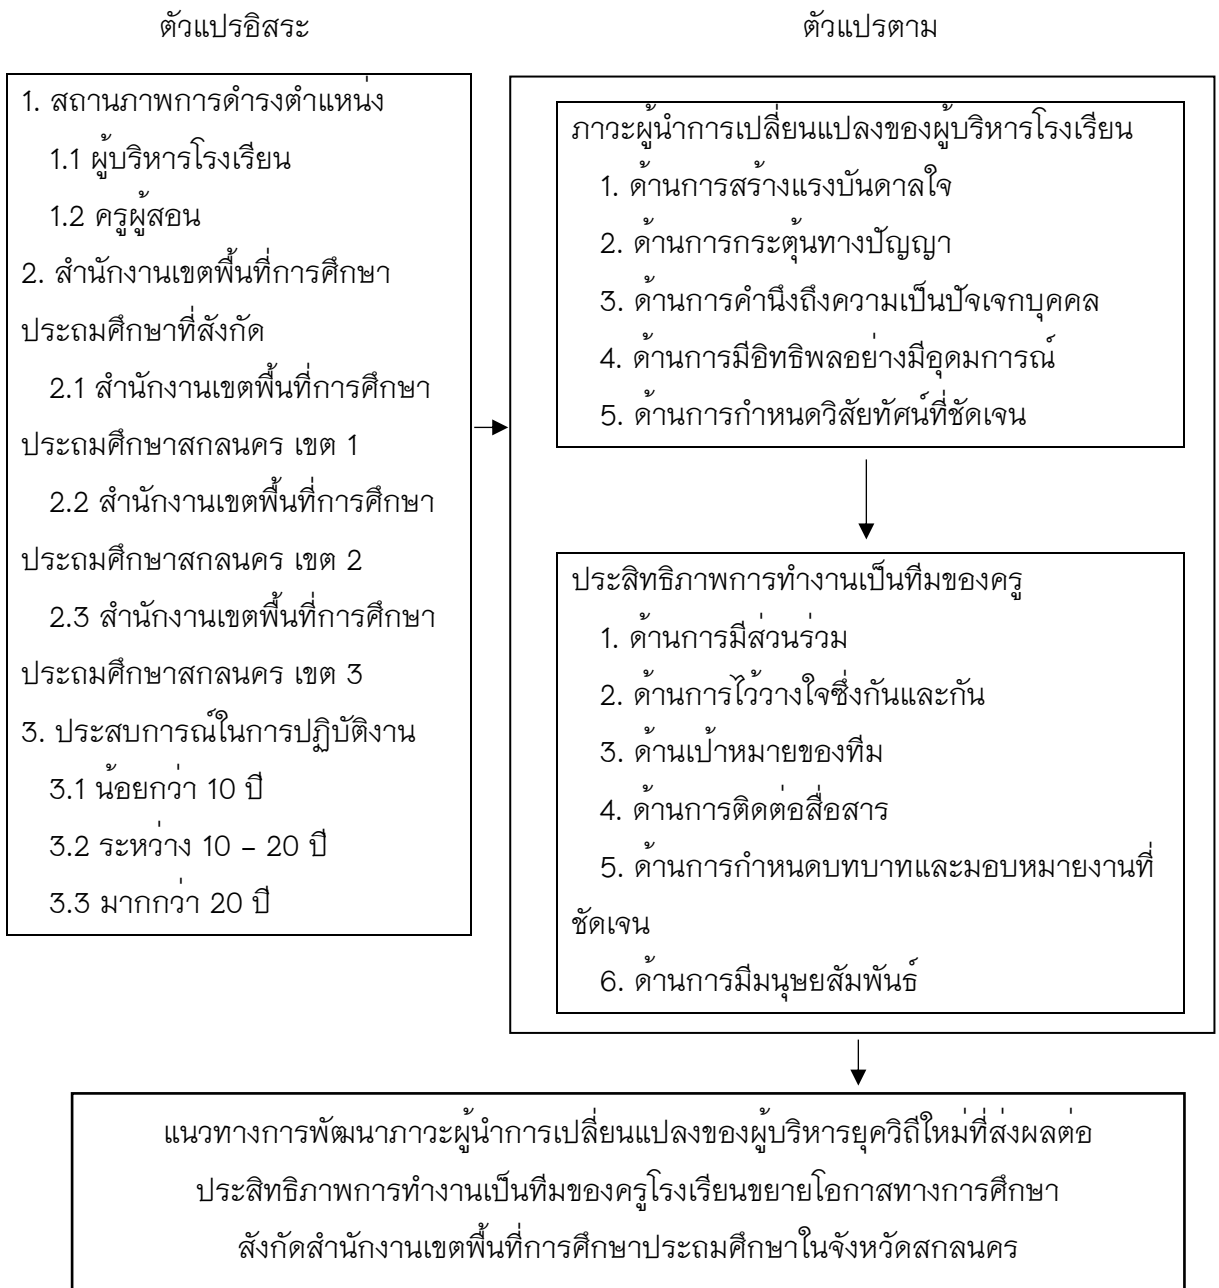 ตัวแปรอิสระ
ตัวแปรตาม
1. สถานภาพการดำรงตำแหน่ง
1.1 ผู้บริหารโรงเรียน
1.2 ครูผู้สอน
2. สำนักงานเขตพื้นที่การศึกษา
ประถมศึกษาที่สังกัด
2.1 สำนักงานเขตพื้นที่การศึกษา
ประถมศึกษาสกลนคร เขต 1
2.2 สำนักงานเขตพื้นที่การศึกษา
ประถมศึกษาสกลนคร เขต 2
2.3 สำนักงานเขตพื้นที่การศึกษา
ประถมศึกษาสกลนคร เขต 3
3. ประสบการณ์ในการปฏิบัติงาน
3.1 น้อยกว่า 10 ปี
3.2 ระหว่าง 10 – 20 ปี
3.3 มากกว่า 20 ปี
ภาวะผู้นำการเปลี่ยนแปลงของผู้บริหารโรงเรียน
1. ด้านการสร้างแรงบันดาลใจ
2. ด้านการกระตุ้นทางปัญญา
3. ด้านการคำนึงถึงความเป็นปัจเจกบุคคล
4. ด้านการมีอิทธิพลอย่างมีอุดมการณ์
5. ด้านการกำหนดวิสัยทัศน์ที่ชัดเจน
ประสิทธิภาพการทำงานเป็นทีมของครู
1. ด้านการมีส่วนร่วม
2. ด้านการไว้วางใจซึ่งกันและกัน
3. ด้านเป้าหมายของทีม
4. ด้านการติดต่อสื่อสาร
5. ด้านการกำหนดบทบาทและมอบหมายงานที่
ชัดเจน
6. ด้านการมีมนุษยสัมพันธ์
แนวทางการพัฒนาภาวะผู้นำการเปลี่ยนแปลงของผู้บริหารยุควิถีใหม่ที่ส่งผลต่อ
ประสิทธิภาพการทำงานเป็นทีมของครูโรงเรียนขยายโอกาสทางการศึกษา
สังกัดสำนักงานเขตพื้นที่การศึกษาประถมศึกษาในจังหวัดสกลนคร